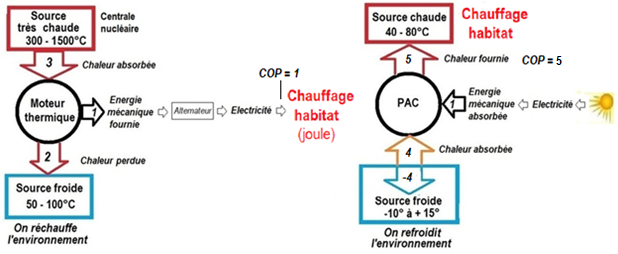 Source
très chaude
300 - 1500°C
Centrale
nucléaire
3
Chaleur absorbée
Moteur
thermique
1
Energie
mécanique
fournie
Alternateur
Electricité
COP = 1
Chauffage
habitat
(joule)
2
Chaleur perdue
Source froide
50 - 100°C
On réchauffe
l'environnement
Source chaude
40 - 80°C
Chauffage
habitat
5
Chaleur fournie
COP = 5
PAC
1
Energie
mécanique
absorbée
Electricité
4
Chaleur absorbée
-4
Source froide
-10° à + 15°
On refroidit
l'environnement